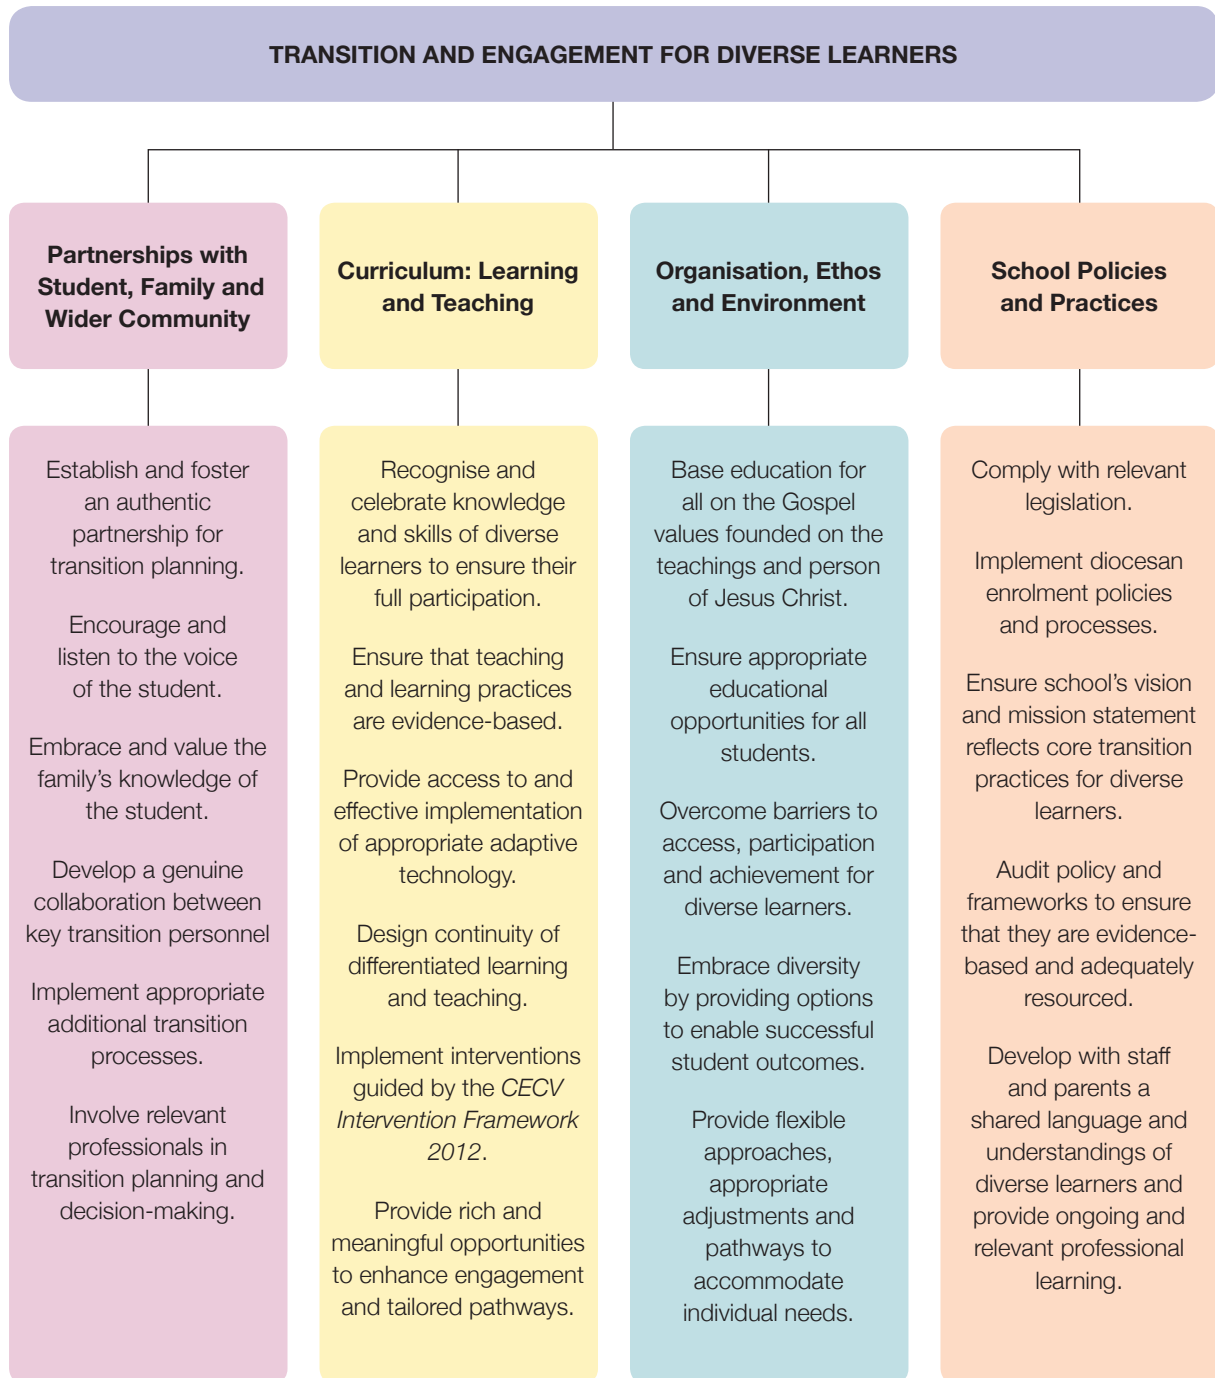 TRANSITION AND ENGAGEMENT FOR DIVERSE LEARNERS
Partnerships with
Student, Family and
Wider Community
Establish and foster
an authentic
partnership for
transition planning.
Encourage and
listen to the voice
of the student.
Embrace and value the
family’s knowledge of
the student.
Develop a genuine
collaboration between
key transition personnel
Implement appropriate
additional transition
processes.
Involve relevant
professionals in
transition planning and
decision-making.
Curriculum: Learning
and Teaching
Recognise and
celebrate knowledge
and skills of diverse
learners to ensure their
full participation.
Ensure that teaching
and learning practices
are evidence-based.
Provide access to and
effective implementation
of appropriate adaptive
technology.
Design continuity of
differentiated learning
and teaching.
Implement interventions
guided by the CECV
Intervention Framework
2012.
Provide rich and
meaningful opportunities
to enhance engagement
and tailored pathways.
Organisation, Ethos
and Environment
Base education for
all on the Gospel
values founded on the
teachings and person
of Jesus Christ.
Ensure appropriate
educational
opportunities for all
students.
Overcome barriers to
access, participation
and achievement for
diverse learners.
Embrace diversity
by providing options
to enable successful
student outcomes.
Provide flexible
approaches,
appropriate
adjustments and
pathways to
accommodate
individual needs.
School Policies
and Practices
Comply with relevant
legislation.
Implement diocesan
enrolment policies
and processes.
Ensure school’s vision
and mission statement
reflects core transition
practices for diverse
learners.
Audit policy and
frameworks to ensure
that they are evidence-
based and adequately
resourced.
Develop with staff
and parents a
shared language and
understandings of
diverse learners and
provide ongoing and
relevant professional
learning.